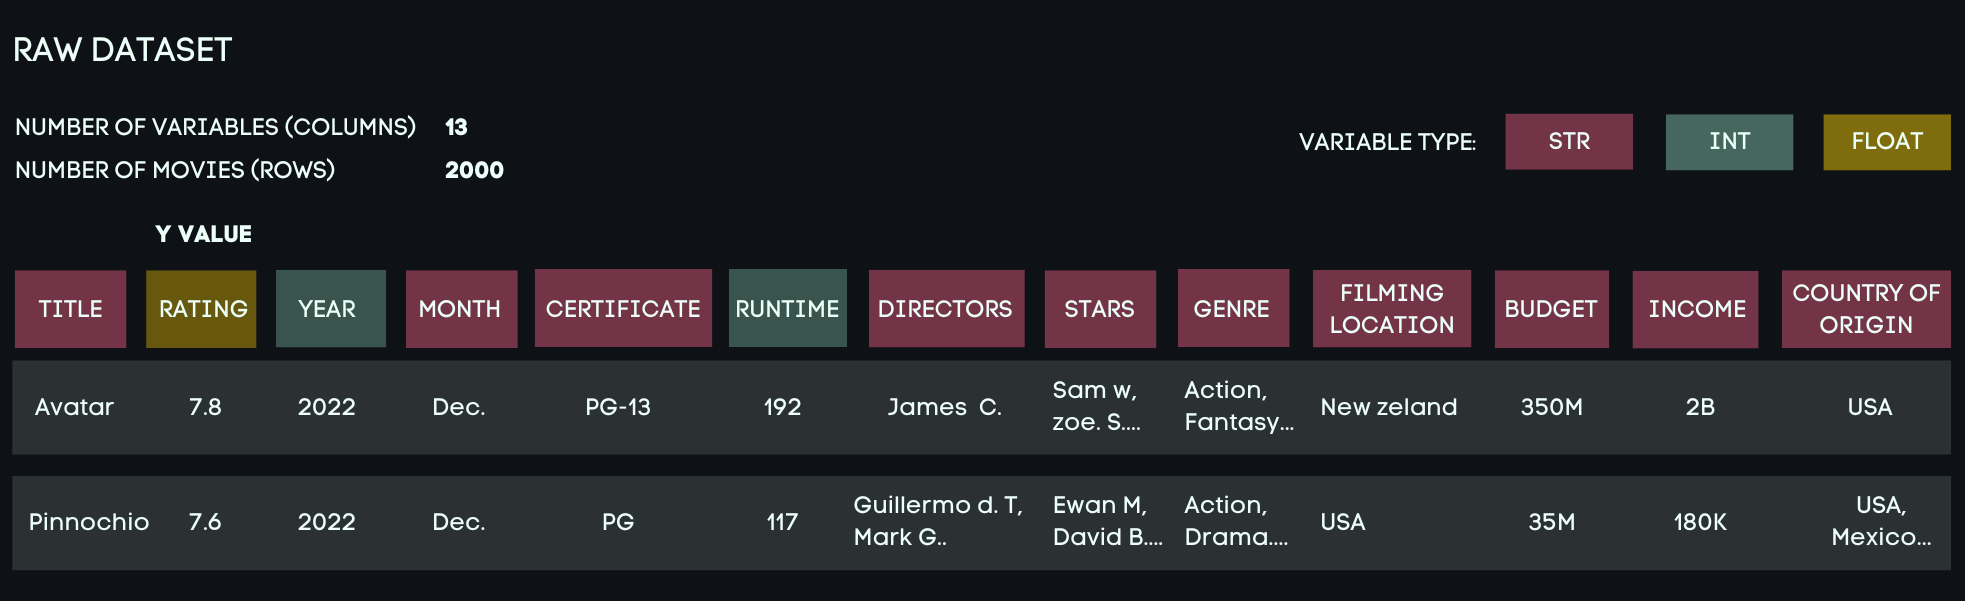 RAW DATASET
NUMBER OF VARIABLES (COLUMNS) 13
NUMBER OF MOVIES (ROWS) 2000
VARIABLE TYPE: STR INT FLOAT
Y VALUE
TITLE RATING YEAR MONTH CERTIFICATE RUNTIME DIRECTORS STARS GENRE FILMING LOCATION BUDGET INCOME COUNTRY OF ORIGIN
Avatar 7.8 2022 Dec. PG-13 192 James C. Sam w, zoe. S.... Action, Fantasy... New zeland 350M 2B USA
Pinnochio 7.6 2022 Dec. PG 117 Guillermo d. T, Mark G.. Ewan M, David B.... Action, Drama.... USA 35M 180K USA, Mexico...